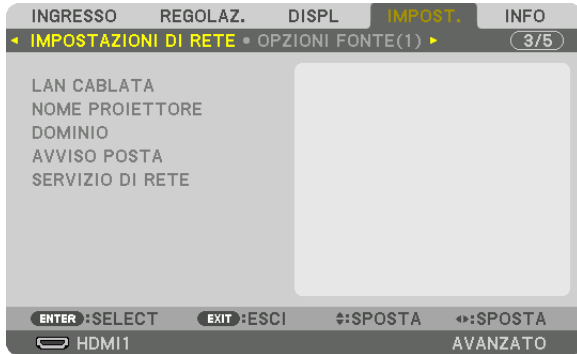 INGRESSO REGOLAZ. DISPL IMPOST. INFO
◄ IMPOSTAZIONI DI RETE • OPZIONI FONTE(1) ► 3/5
LAN CABLATA
NOME PROIETTORE
DOMINIO
AVVISO POSTA
SERVIZIO DI RETE
ENTER :SELECT EXIT :ESCI :SPOSTA :SPOSTA
HDMI1 AVANZATO